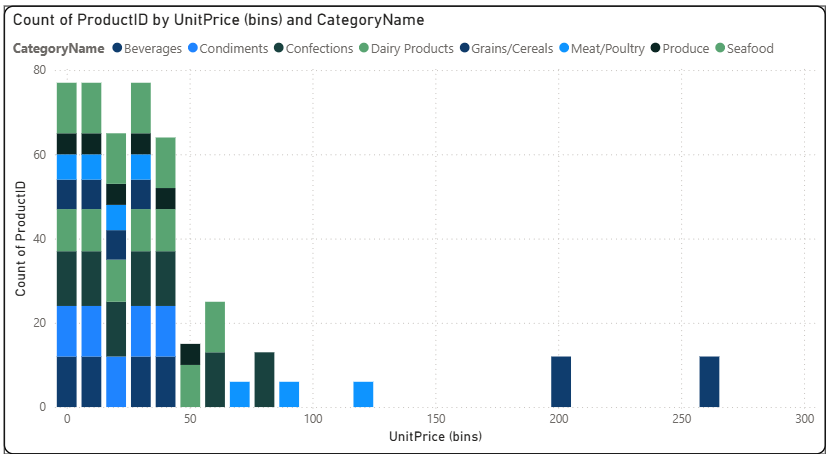 Count of ProductID by UnitPrice (bins) and CategoryName
CategoryName Beverages Condiments Confections Dairy Products Grains/Cereals Meat/Poultry Produce Seafood
80
60
40
20
0
Count of ProductID
0 50 100 150 200 250 300
UnitPrice (bins)